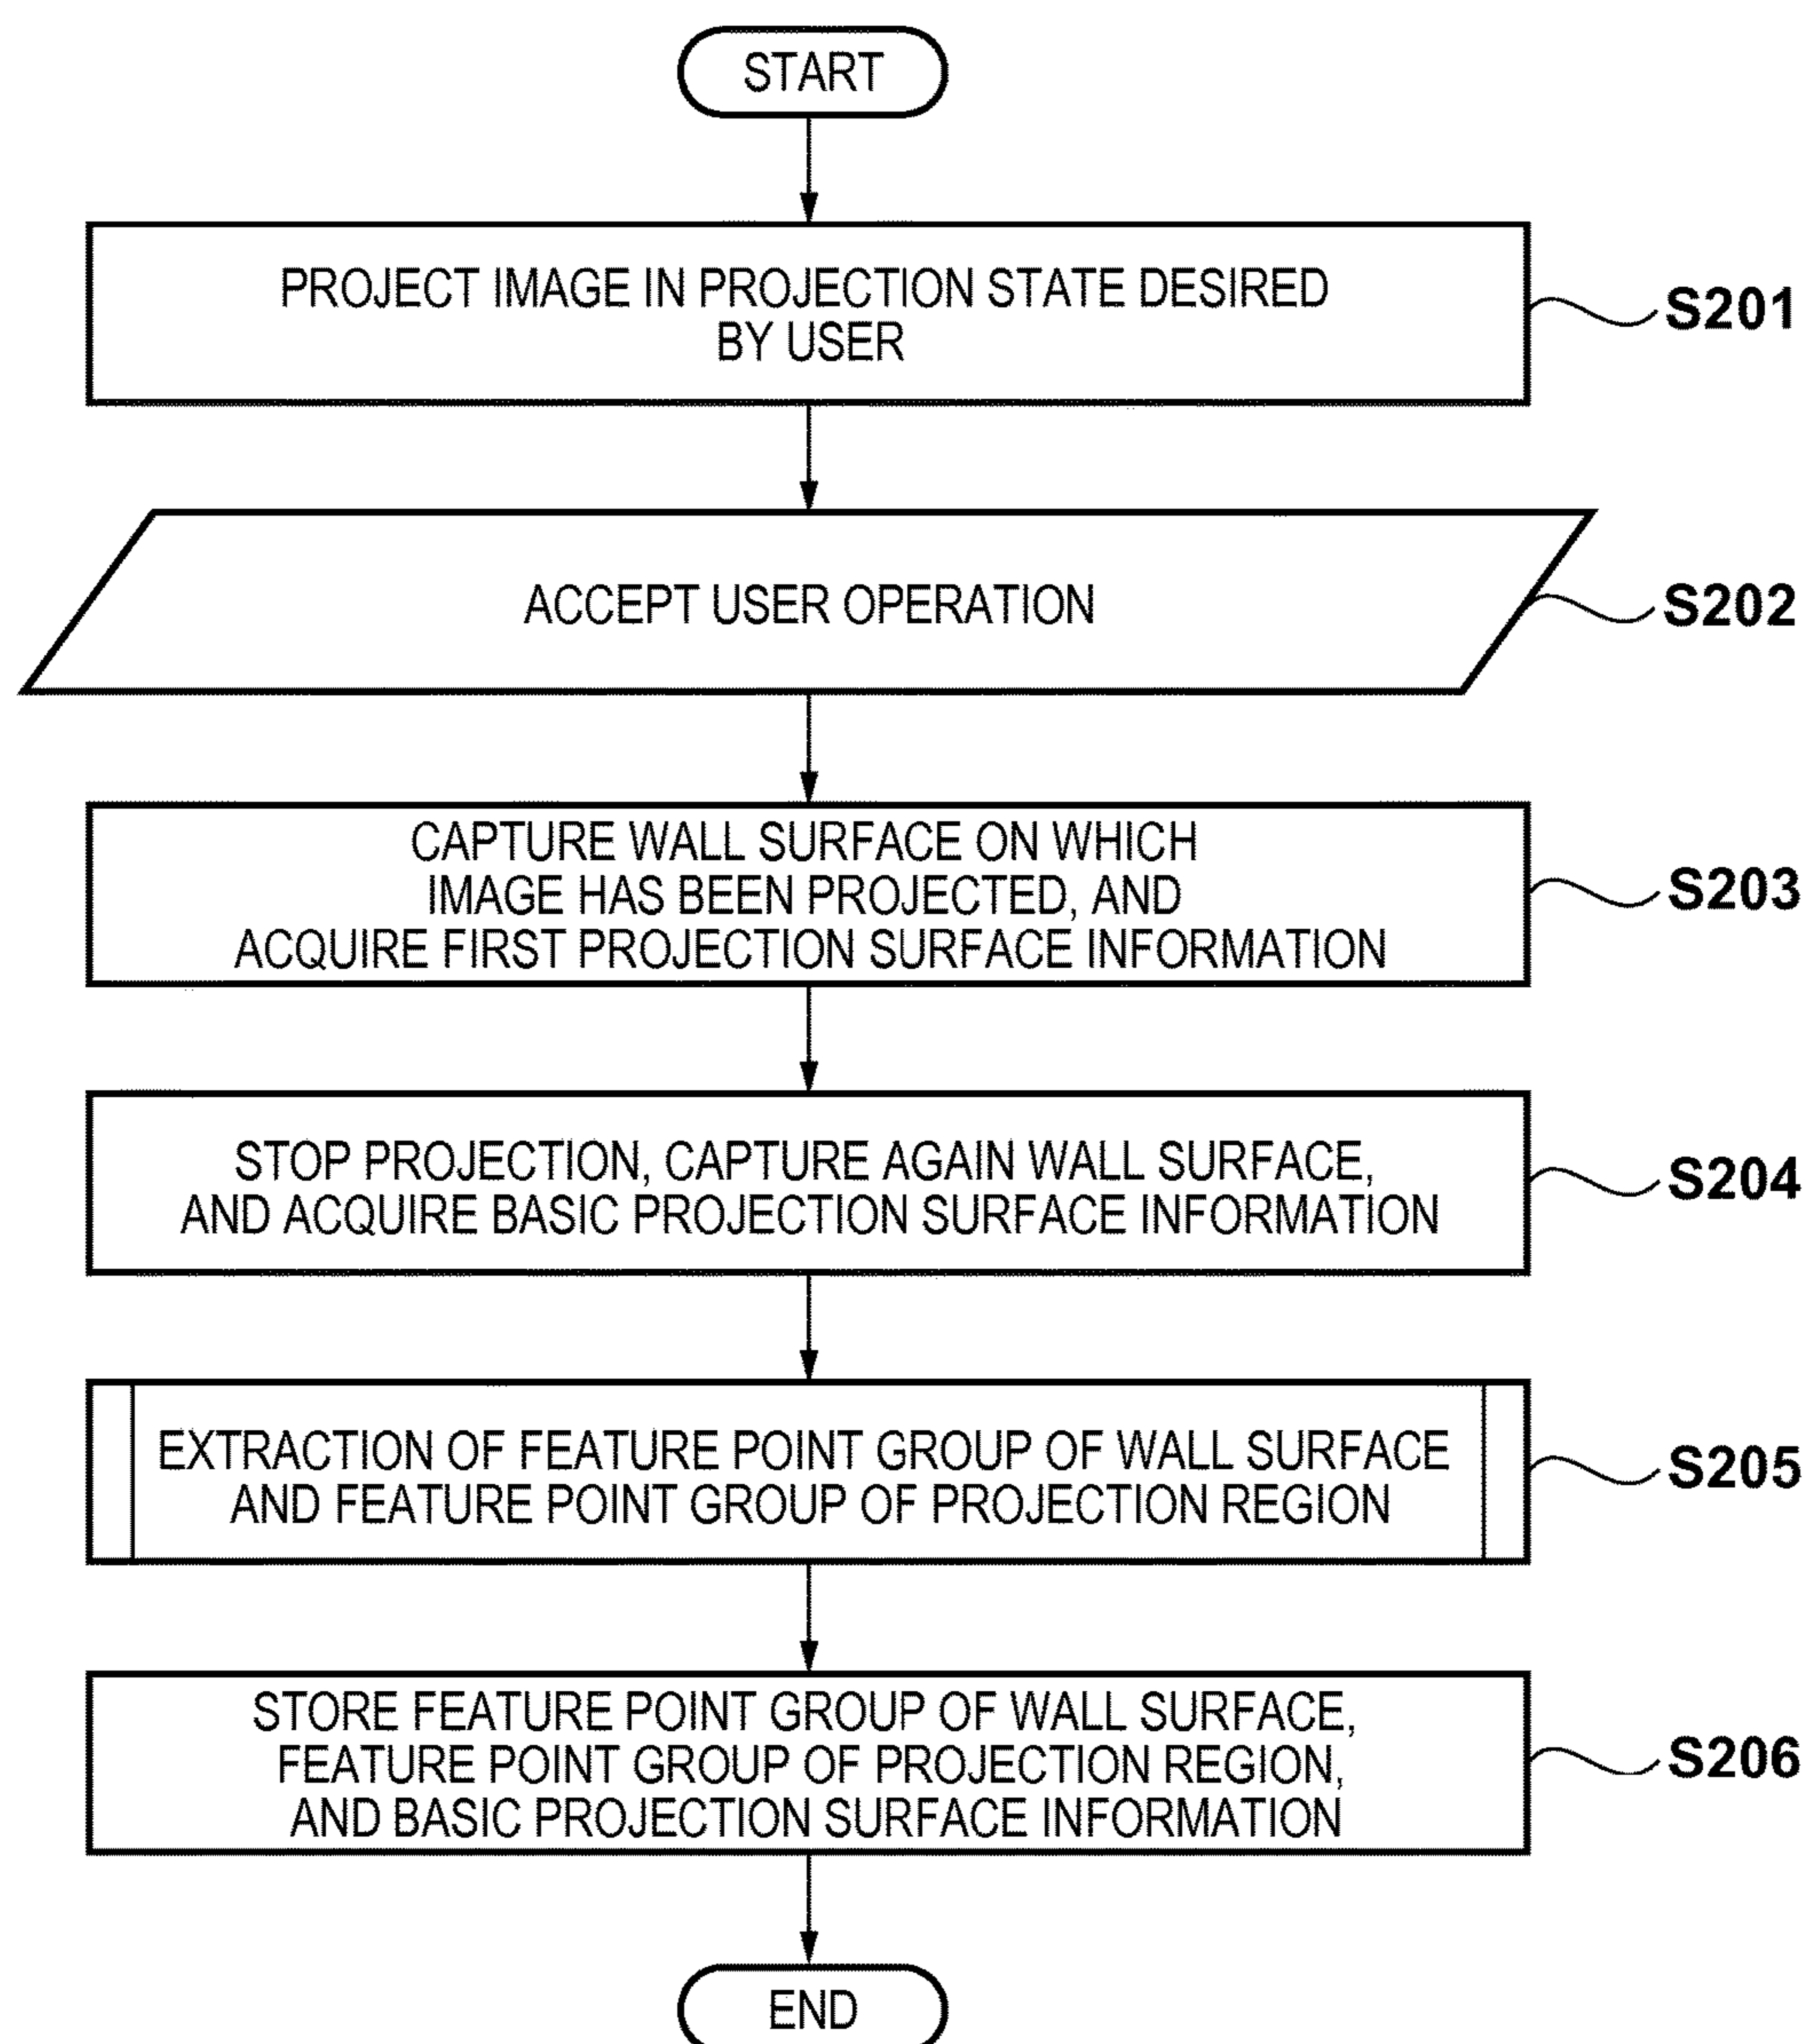 START
PROJECT IMAGE IN PROJECTION STATE DESIRED
BY USER
S201
ACCEPT USER OPERATION
S202
CAPTURE WALL SURFACE ON WHICH
IMAGE HAS BEEN PROJECTED, AND
ACQUIRE FIRST PROJECTION SURFACE INFORMATION
S203
STOP PROJECTION, CAPTURE AGAIN WALL SURFACE,
AND ACQUIRE BASIC PROJECTION SURFACE INFORMATION
S204
EXTRACTION OF FEATURE POINT GROUP OF WALL SURFACE
AND FEATURE POINT GROUP OF PROJECTION REGION
S205
STORE FEATURE POINT GROUP OF WALL SURFACE,
FEATURE POINT GROUP OF PROJECTION REGION,
AND BASIC PROJECTION SURFACE INFORMATION
S206
END